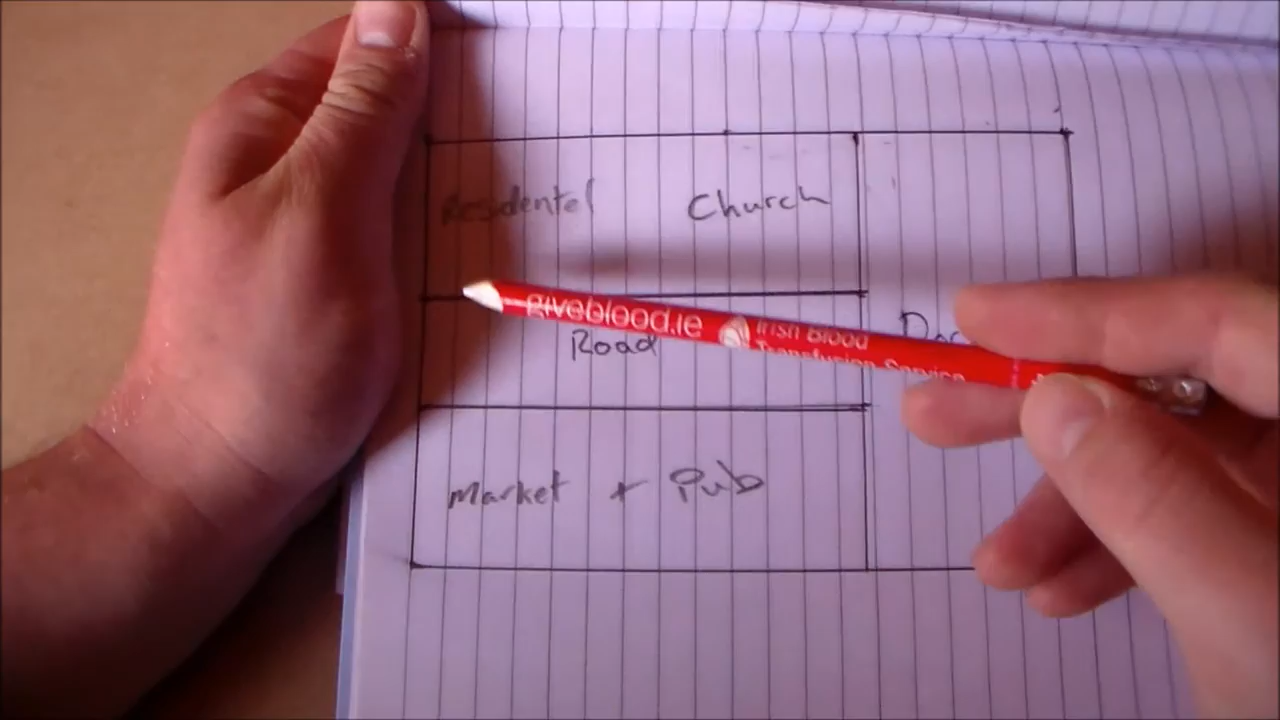 Residentel Church
giveblood.ie
Irish Blood
Transfusion Service
Road
Market + Pub